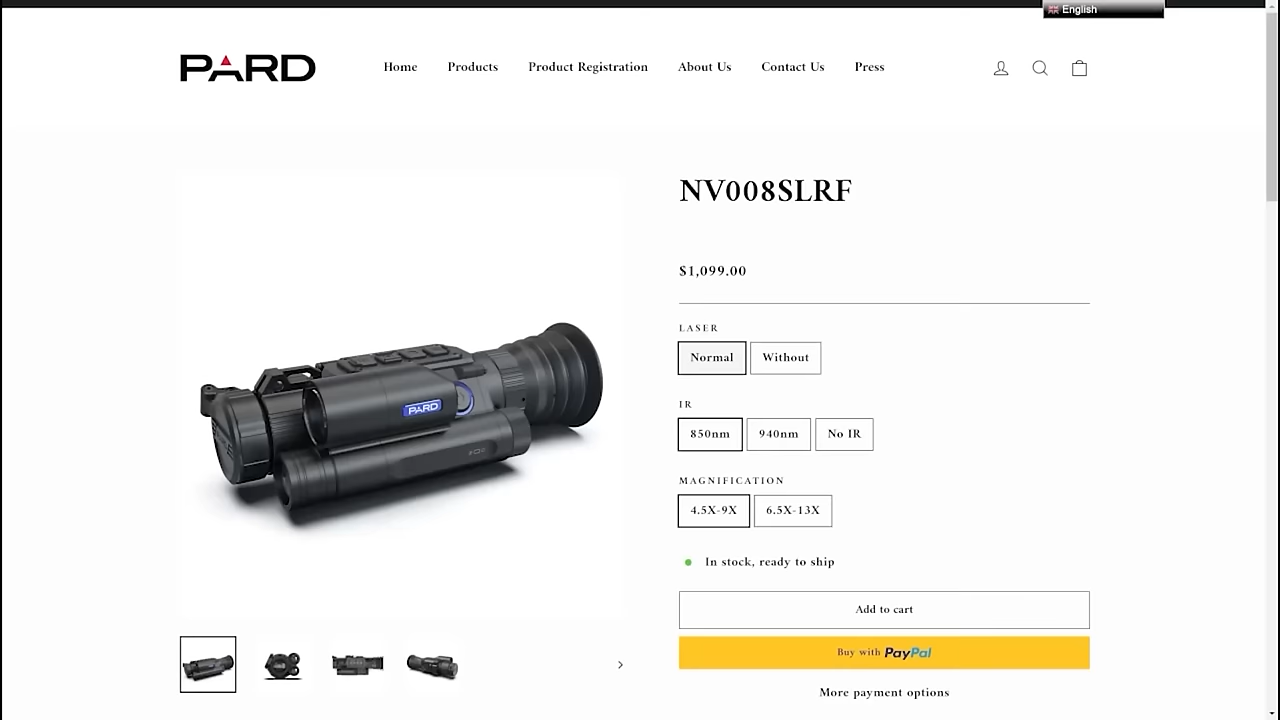 English
PARD
Home Products Product Registration About Us Contact Us Press
NV008SLRF
$1,099.00
LASER
Normal Without
PARD
IR
850nm 940nm No IR
MAGNIFICATION
4.5X-9X 6.5X-13X
In stock, ready to ship
Add to cart
Buy with PayPal
More payment options